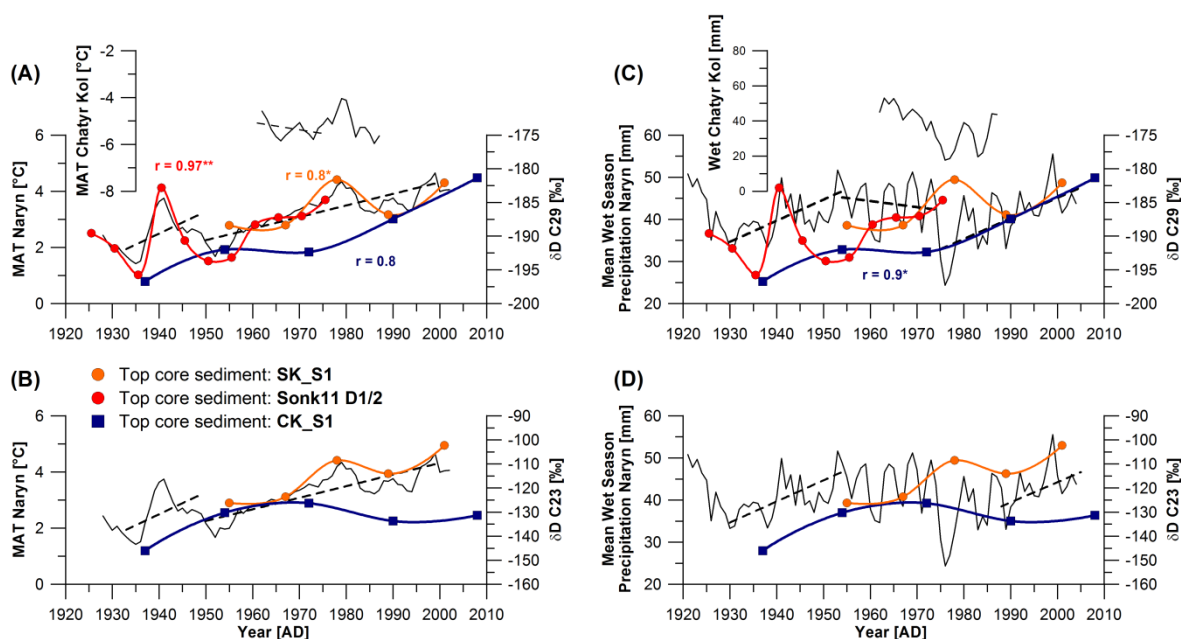 (A)
MAT Chatyr Kol [°C]
-2
-4
-6
-8
MAT Naryn [°C]
6
4
2
0
r = 0.97**
r = 0.8*
r = 0.8
-175
-180
-185
-190
-195
-200
δD C29 [‰]
1920 1930 1940 1950 1960 1970 1980 1990 2000 2010
(C)
Wet Chatyr Kol [mm]
80
60
40
20
0
Mean Wet Season
Precipitation Naryn [mm]
60
55
50
45
40
35
30
25
20
r = 0.9*
-175
-180
-185
-190
-195
-200
δD C29 [‰]
1920 1930 1940 1950 1960 1970 1980 1990 2000 2010
(B)
Top core sediment: SK_S1
Top core sediment: Sonk11 D1/2
Top core sediment: CK_S1
MAT Naryn [°C]
6
4
2
0
-90
-100
-110
-120
-130
-140
-150
-160
δD C23 [‰]
1920 1930 1940 1950 1960 1970 1980 1990 2000 2010
Year [AD]
(D)
Mean Wet Season
Precipitation Naryn [mm]
60
55
50
45
40
35
30
25
20
-90
-100
-110
-120
-130
-140
-150
-160
δD C23 [‰]
1920 1930 1940 1950 1960 1970 1980 1990 2000 2010
Year [AD]